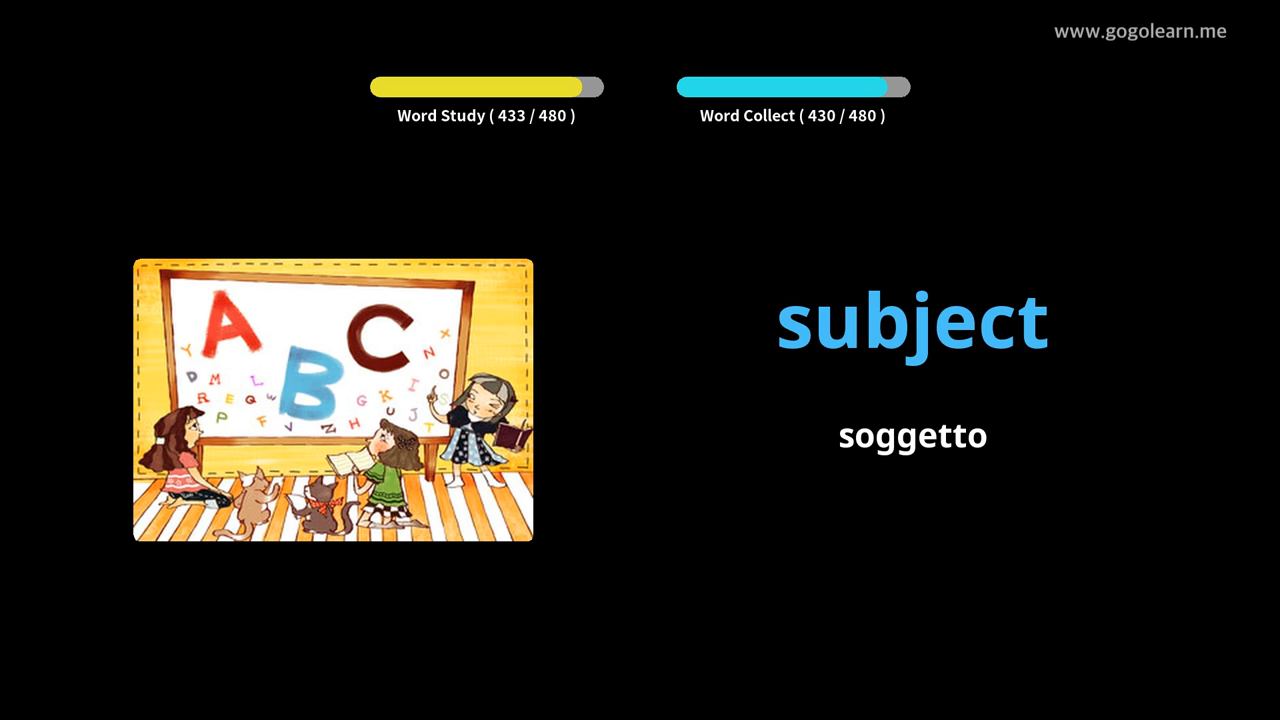 www.gogolearn.me
Word Study ( 433 / 480 )
Word Collect ( 430 / 480 )
A
B
C
X
Y
N
D M L
O
I
R E Q W
G K
S
P
F
V
Z
H
U
J
T
subject
soggetto